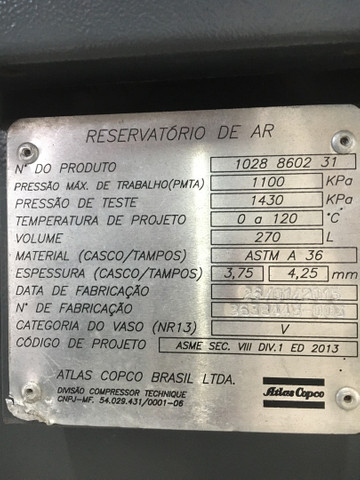 RESERVATÓRIO DE AR
Nº DO PRODUTO 1028 8602 31
PRESSÃO MÁX. DE TRABALHO(PMTA) 1100 KPa
PRESSÃO DE TESTE 1430 KPa
TEMPERATURA DE PROJETO 0 a 120 °C
VOLUME 270 L
MATERIAL (CASCO/TAMPOS) ASTM A 36
ESPESSURA (CASCO/TAMPOS) 3,75 4,25 mm
DATA DE FABRICAÇÃO
Nº DE FABRICAÇÃO
CATEGORIA DO VASO (NR13) V
CÓDIGO DE PROJETO ASME SEC. VIII DIV.1 ED 2013
ATLAS COPCO BRASIL LTDA.
DIVISÃO COMPRESSOR TECHNIQUE
CNPJ-MF. 54.029.431/0001-06
Atlas Copco